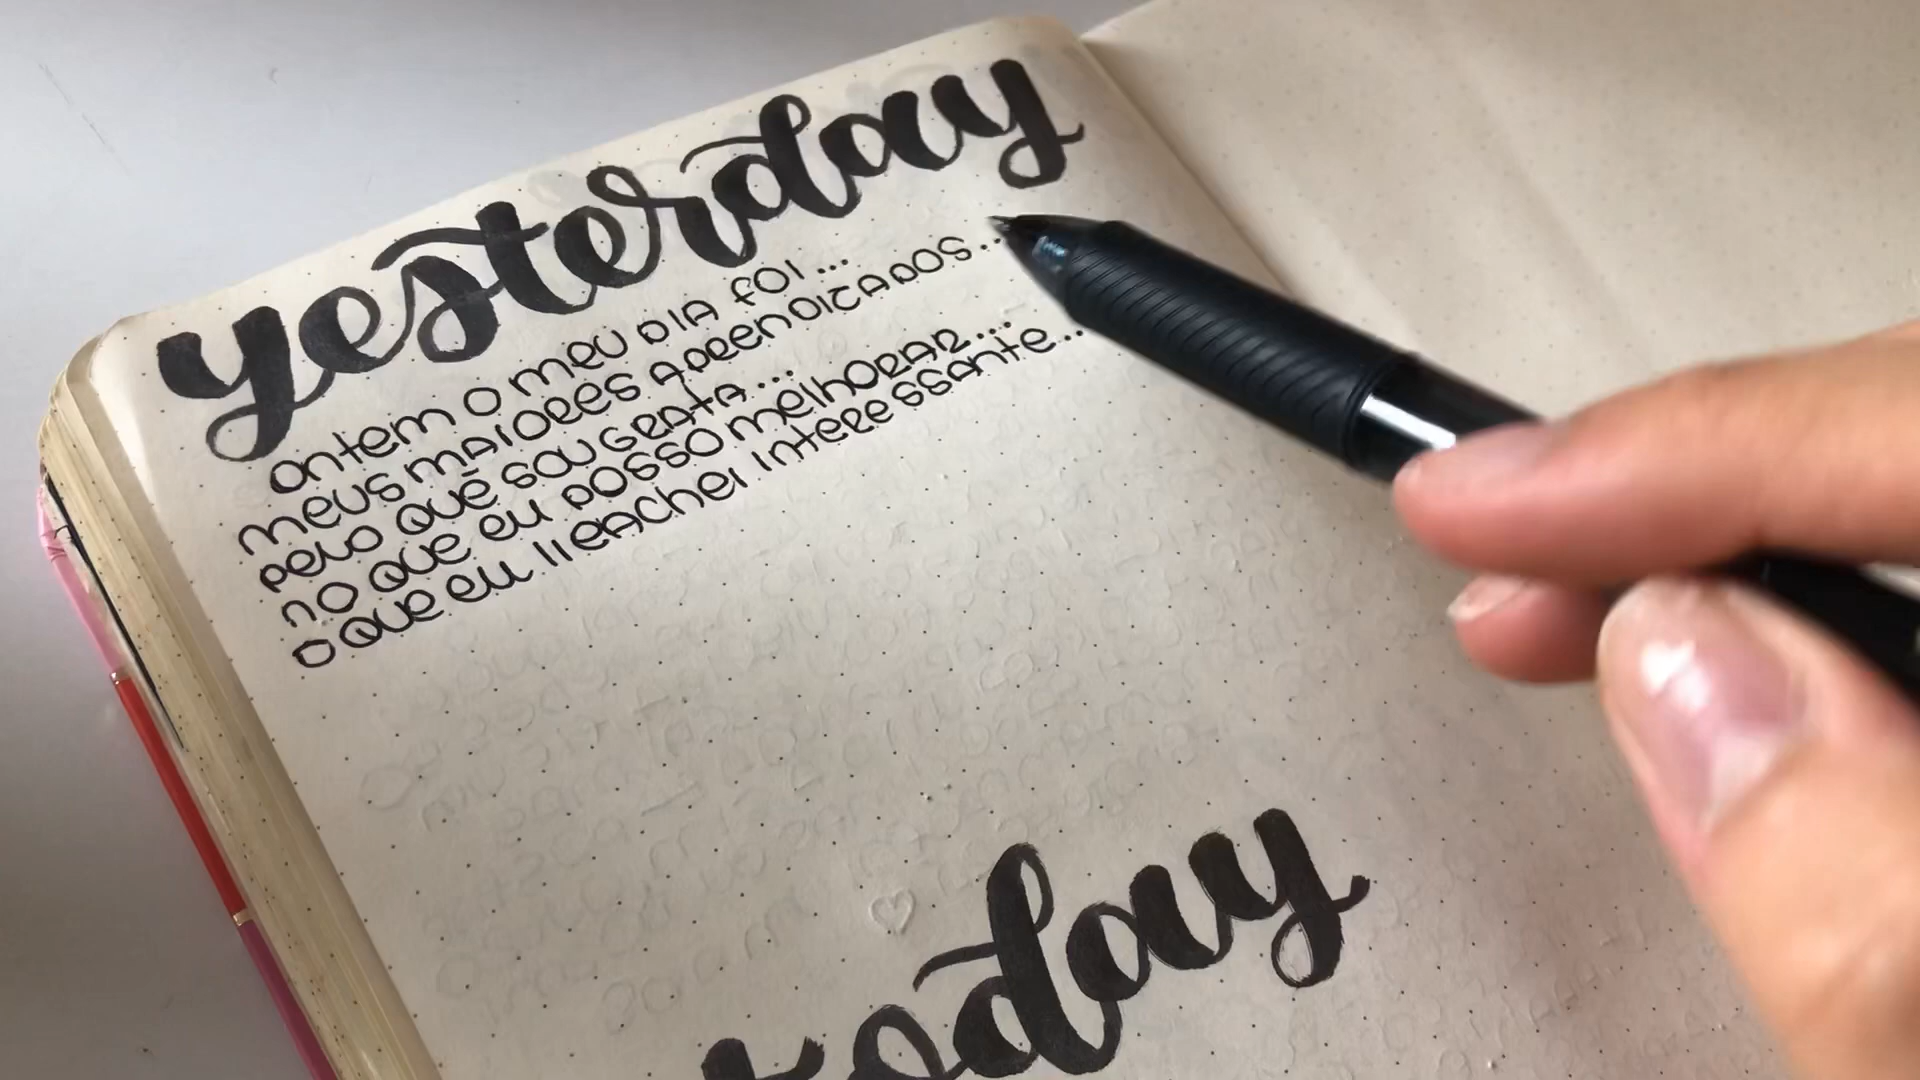 yesterday
ontem o meu dia foi...
meus maiores aprendizados...
pelo quê sou grata...
no que eu posso melhorar...
o que eu li e achei interessante...
today